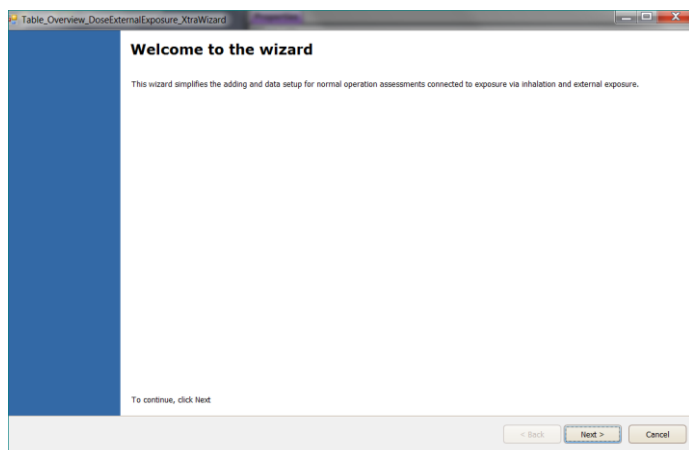 Table_Overview_DoseExternalExposure_XtraWizard
Welcome to the wizard
This wizard simplifies the adding and data setup for normal operation assessments connected to exposure via inhalation and external exposure.
To continue, click Next
< Back
Next >
Cancel